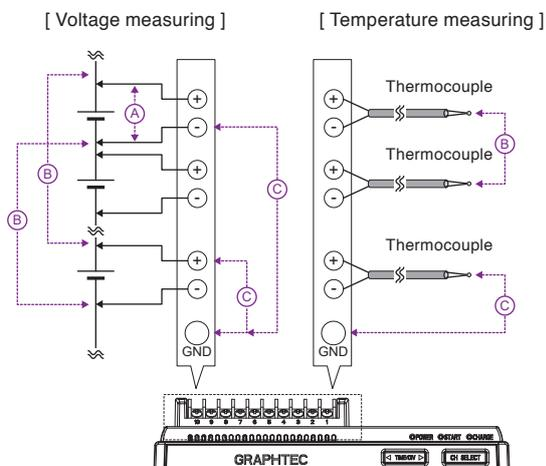 [ Voltage measuring ]
[ Temperature measuring ]
A
B
B
C
C
+
-
+
-
+
-
GND
Thermocouple
Thermocouple
Thermocouple
+
-
+
-
+
-
B
C
GND
10 9 8 7 6 5 4 3 2 1
POWER START CHARGE
GRAPHTEC
TIME/DIV
CH SELECT